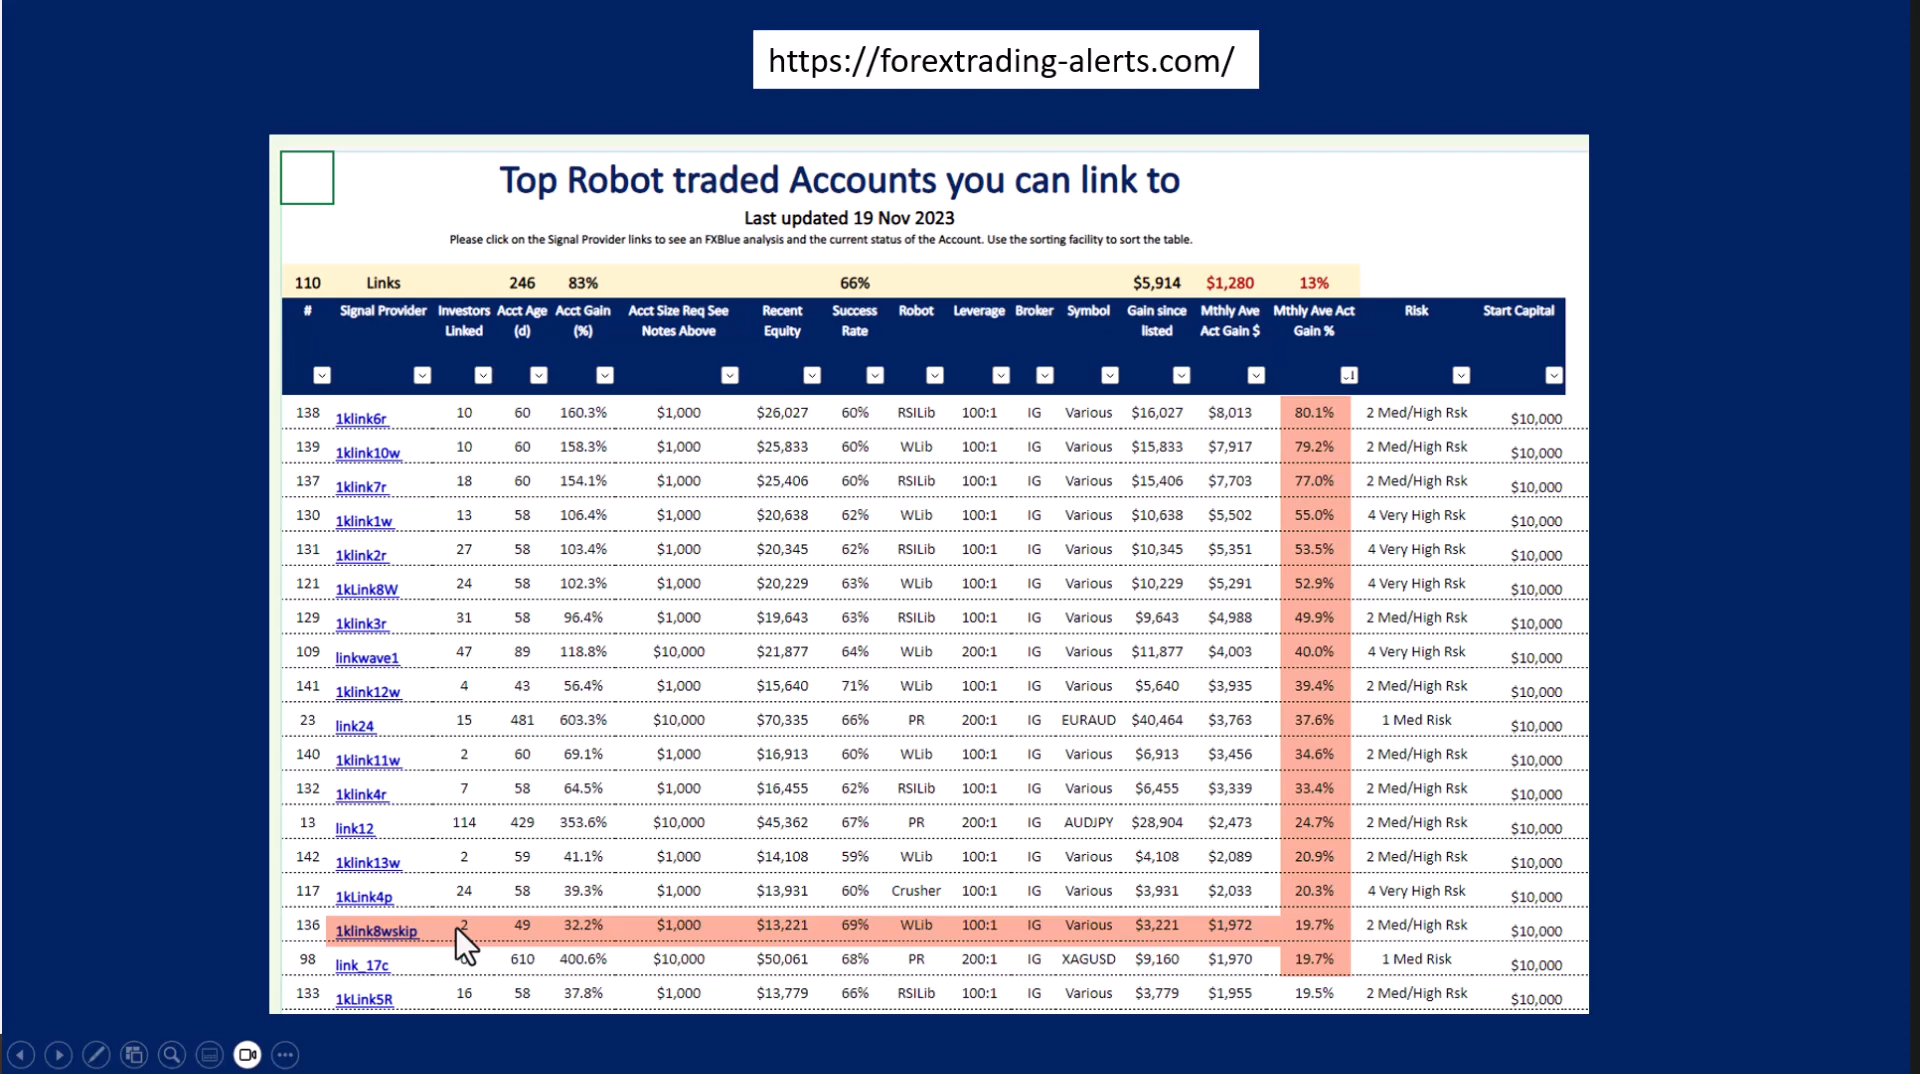 https://forextrading-alerts.com/
Top Robot traded Accounts you can link to
Last updated 19 Nov 2023
Please click on the Signal Provider links to see an FXBlue analysis and the current status of the Account. Use the sorting facility to sort the table.
110 Links 246 83% 66% $5,914 $1,280 13%
# Signal Provider Investors Linked Acct Age (d) Acct Gain (%) Acct Size Req See Notes Above Recent Equity Success Rate Robot Leverage Broker Symbol Gain since listed Mthly Ave Act Gain $ Mthly Ave Act Gain % Risk Start Capital
138 1klink6r 10 60 160.3% $1,000 $26,027 60% RSILib 100:1 IG Various $16,027 $8,013 80.1% 2 Med/High Rsk $10,000
139 1klink10w 10 60 158.3% $1,000 $25,833 60% WLib 100:1 IG Various $15,833 $7,917 79.2% 2 Med/High Rsk $10,000
137 1klink7r 18 60 154.1% $1,000 $25,406 60% RSILib 100:1 IG Various $15,406 $7,703 77.0% 2 Med/High Rsk $10,000
130 1klink1w 13 58 106.4% $1,000 $20,638 62% WLib 100:1 IG Various $10,638 $5,502 55.0% 4 Very High Rsk $10,000
131 1klink2r 27 58 103.4% $1,000 $20,345 62% RSILib 100:1 IG Various $10,345 $5,351 53.5% 4 Very High Rsk $10,000
121 1kLink8W 24 58 102.3% $1,000 $20,229 63% WLib 100:1 IG Various $10,229 $5,291 52.9% 4 Very High Rsk $10,000
129 1klink3r 31 58 96.4% $1,000 $19,643 63% RSILib 100:1 IG Various $9,643 $4,988 49.9% 2 Med/High Rsk $10,000
109 linkwave1 47 89 118.8% $10,000 $21,877 64% WLib 200:1 IG Various $11,877 $4,003 40.0% 4 Very High Rsk $10,000
141 1klink12w 4 43 56.4% $1,000 $15,640 71% WLib 100:1 IG Various $5,640 $3,935 39.4% 2 Med/High Rsk $10,000
23 link24 15 481 603.3% $10,000 $70,335 66% PR 200:1 IG EURAUD $40,464 $3,763 37.6% 1 Med Risk $10,000
140 1klink11w 2 60 69.1% $1,000 $16,913 60% WLib 100:1 IG Various $6,913 $3,456 34.6% 2 Med/High Rsk $10,000
132 1klink4r 7 58 64.5% $1,000 $16,455 62% RSILib 100:1 IG Various $6,455 $3,339 33.4% 2 Med/High Rsk $10,000
13 link12 114 429 353.6% $10,000 $45,362 67% PR 200:1 IG AUDJPY $28,904 $2,473 24.7% 2 Med/High Rsk $10,000
142 1klink13w 2 59 41.1% $1,000 $14,108 59% WLib 100:1 IG Various $4,108 $2,089 20.9% 2 Med/High Rsk $10,000
117 1kLink4p 24 58 39.3% $1,000 $13,931 60% Crusher 100:1 IG Various $3,931 $2,033 20.3% 4 Very High Rsk $10,000
136 1klink8wskip 2 49 32.2% $1,000 $13,221 69% WLib 100:1 IG Various $3,221 $1,972 19.7% 2 Med/High Rsk $10,000
98 link_17c 610 400.6% $10,000 $50,061 68% PR 200:1 IG XAGUSD $9,160 $1,970 19.7% 1 Med Risk $10,000
133 1kLink5R 16 58 37.8% $1,000 $13,779 66% RSILib 100:1 IG Various $3,779 $1,955 19.5% 2 Med/High Rsk $10,000